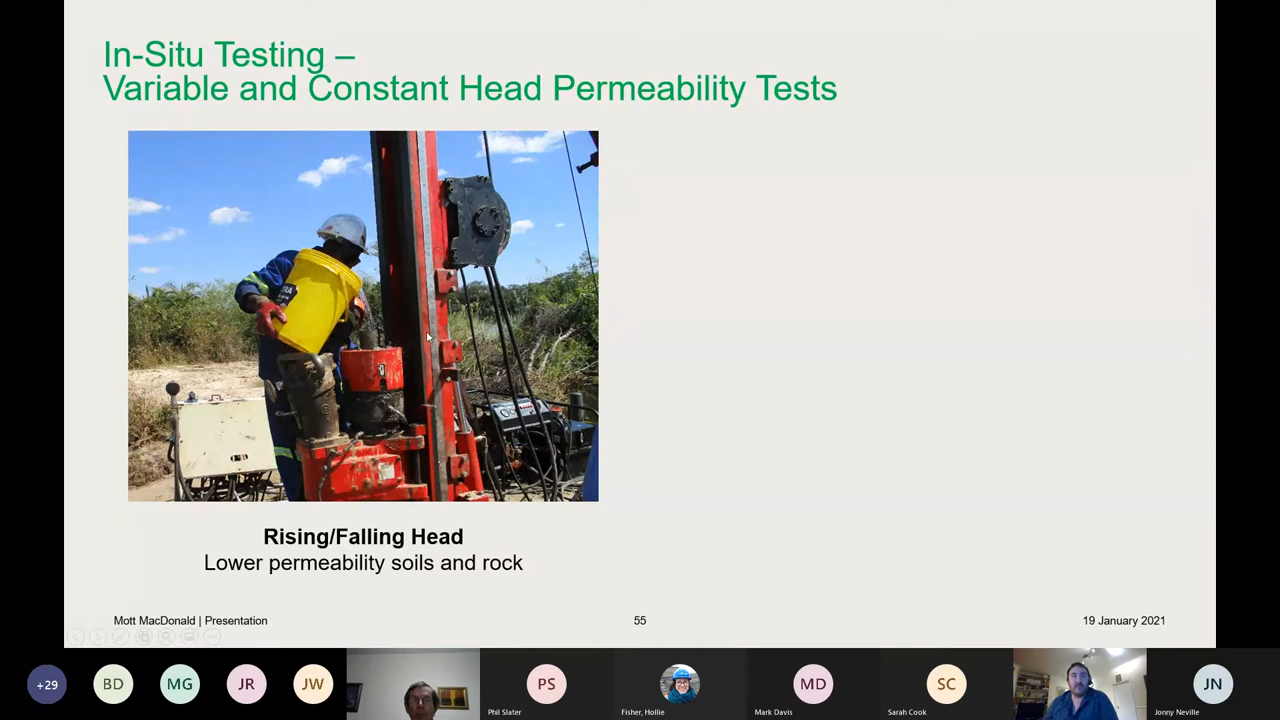 In-Situ Testing –
Variable and Constant Head Permeability Tests
Rising/Falling Head
Lower permeability soils and rock
Mott MacDonald | Presentation
55
19 January 2021
+29
BD
MG
JR
JW
PS
Phil Slater
Fisher, Hollie
MD
Mark Davis
SC
Sarah Cook
JN
Jonny Neville